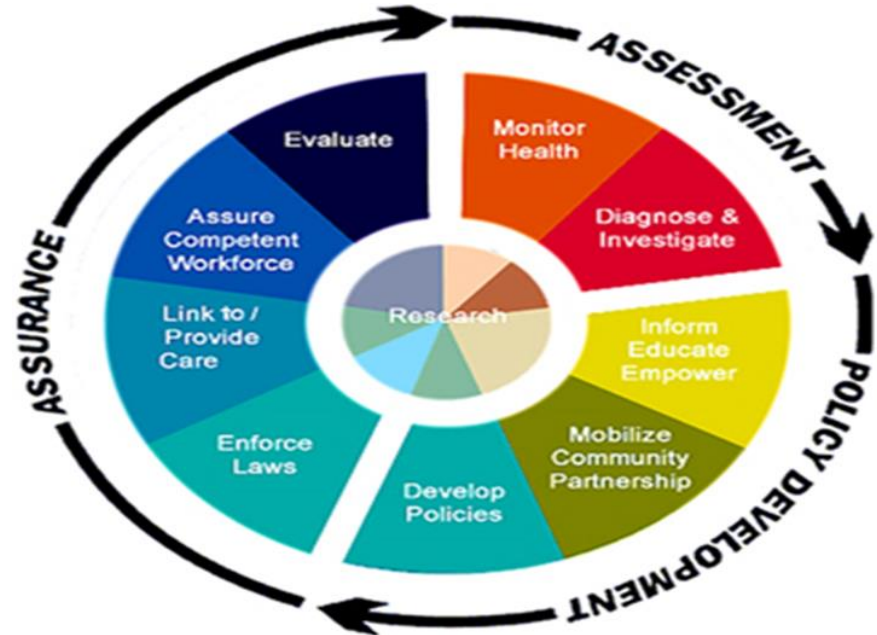 ASSESSMENT
Monitor
Health
Diagnose &
Investigate
POLICY DEVELOPMENT
Inform
Educate
Empower
Mobilize
Community
Partnership
Develop
Policies
ASSURANCE
Enforce
Laws
Link to /
Provide
Care
Assure
Competent
Workforce
Evaluate
Research